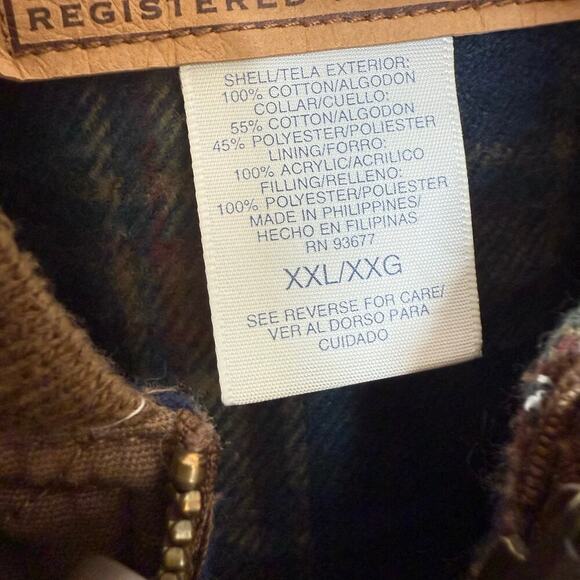 REGISTERED
SHELL/TELA EXTERIOR:
100% COTTON/ALGODON
COLLAR/CUELLO:
55% COTTON/ALGODON
45% POLYESTER/POLIESTER
LINING/FORRO:
100% ACRYLIC/ACRILICO
FILLING/RELLENO:
100% POLYESTER/POLIESTER
MADE IN PHILIPPINES/
HECHO EN FILIPINAS
RN 93677
XXL/XXG
SEE REVERSE FOR CARE/
VER AL DORSO PARA
CUIDADO